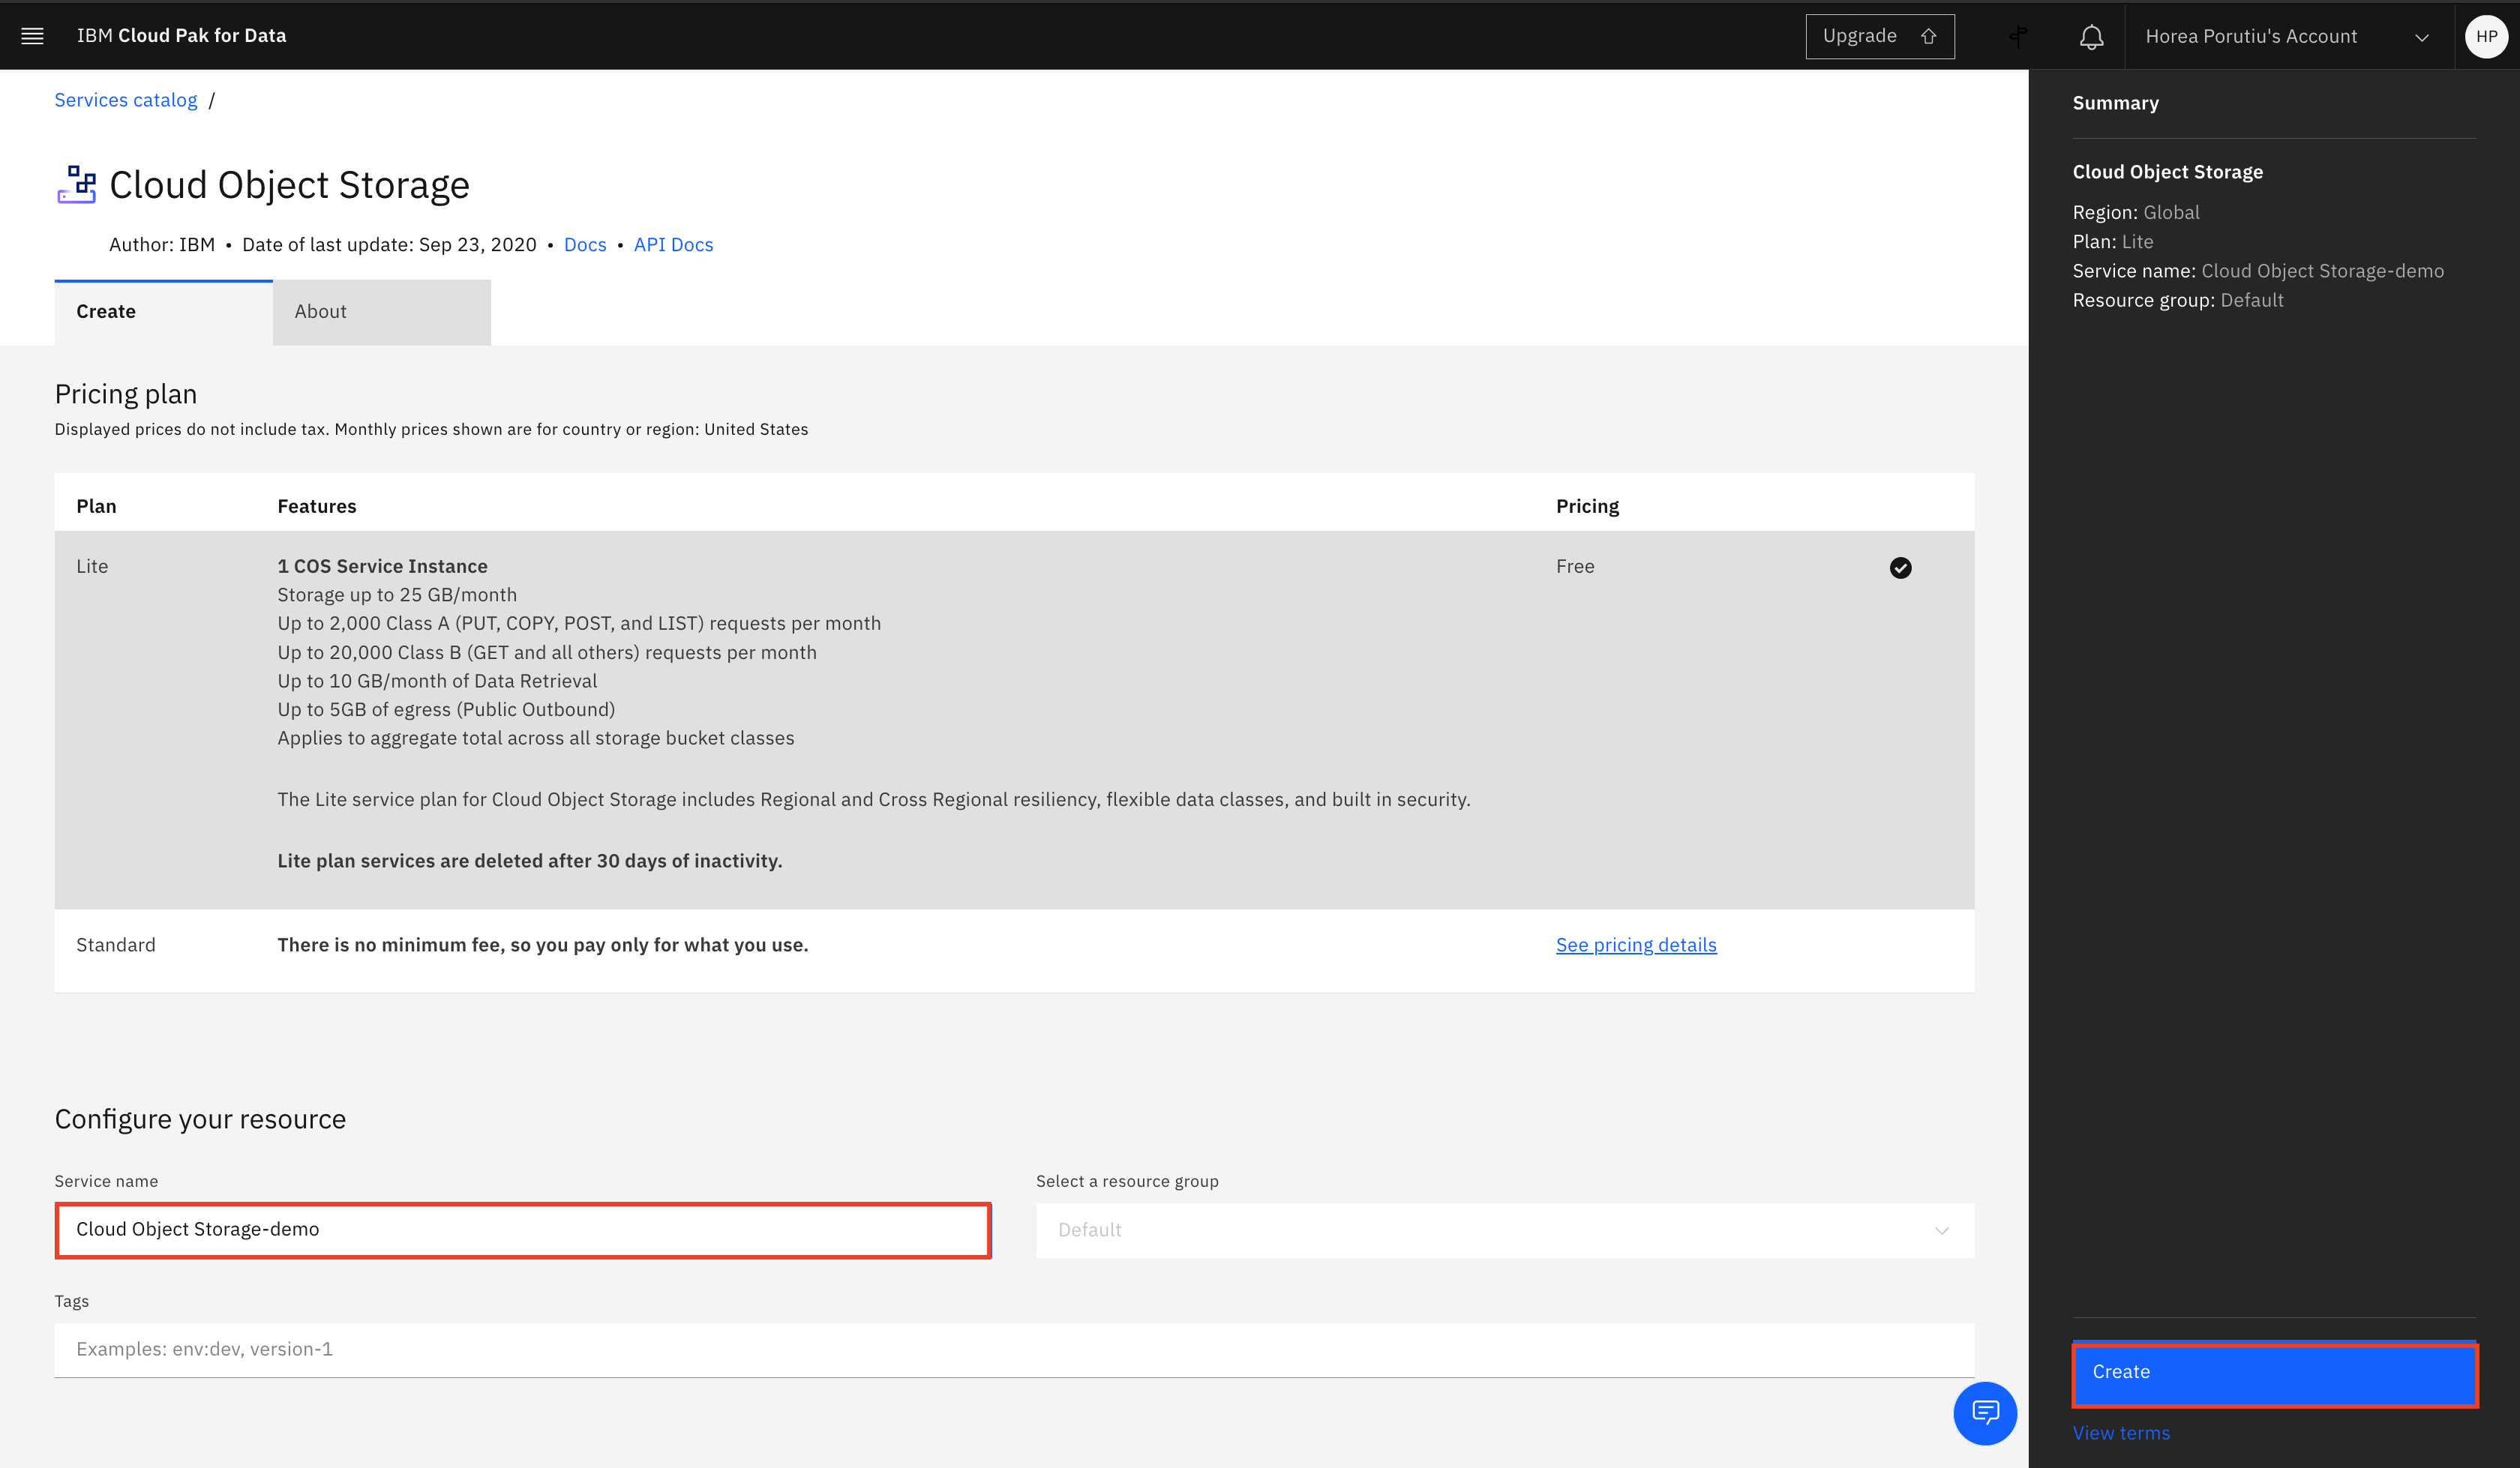 IBM Cloud Pak for Data
Upgrade
Horea Porutiu's Account
HP
Services catalog /
Cloud Object Storage
Author: IBM • Date of last update: Sep 23, 2020 • Docs • API Docs
Create
About
Pricing plan
Displayed prices do not include tax. Monthly prices shown are for country or region: United States
Plan
Features
Pricing
Lite
1 COS Service Instance
Free
Storage up to 25 GB/month
Up to 2,000 Class A (PUT, COPY, POST, and LIST) requests per month
Up to 20,000 Class B (GET and all others) requests per month
Up to 10 GB/month of Data Retrieval
Up to 5GB of egress (Public Outbound)
Applies to aggregate total across all storage bucket classes
The Lite service plan for Cloud Object Storage includes Regional and Cross Regional resiliency, flexible data classes, and built in security.
Lite plan services are deleted after 30 days of inactivity.
Standard
There is no minimum fee, so you pay only for what you use.
See pricing details
Configure your resource
Service name
Cloud Object Storage-demo
Select a resource group
Default
Tags
Examples: env:dev, version-1
Summary
Cloud Object Storage
Region: Global
Plan: Lite
Service name: Cloud Object Storage-demo
Resource group: Default
Create
View terms